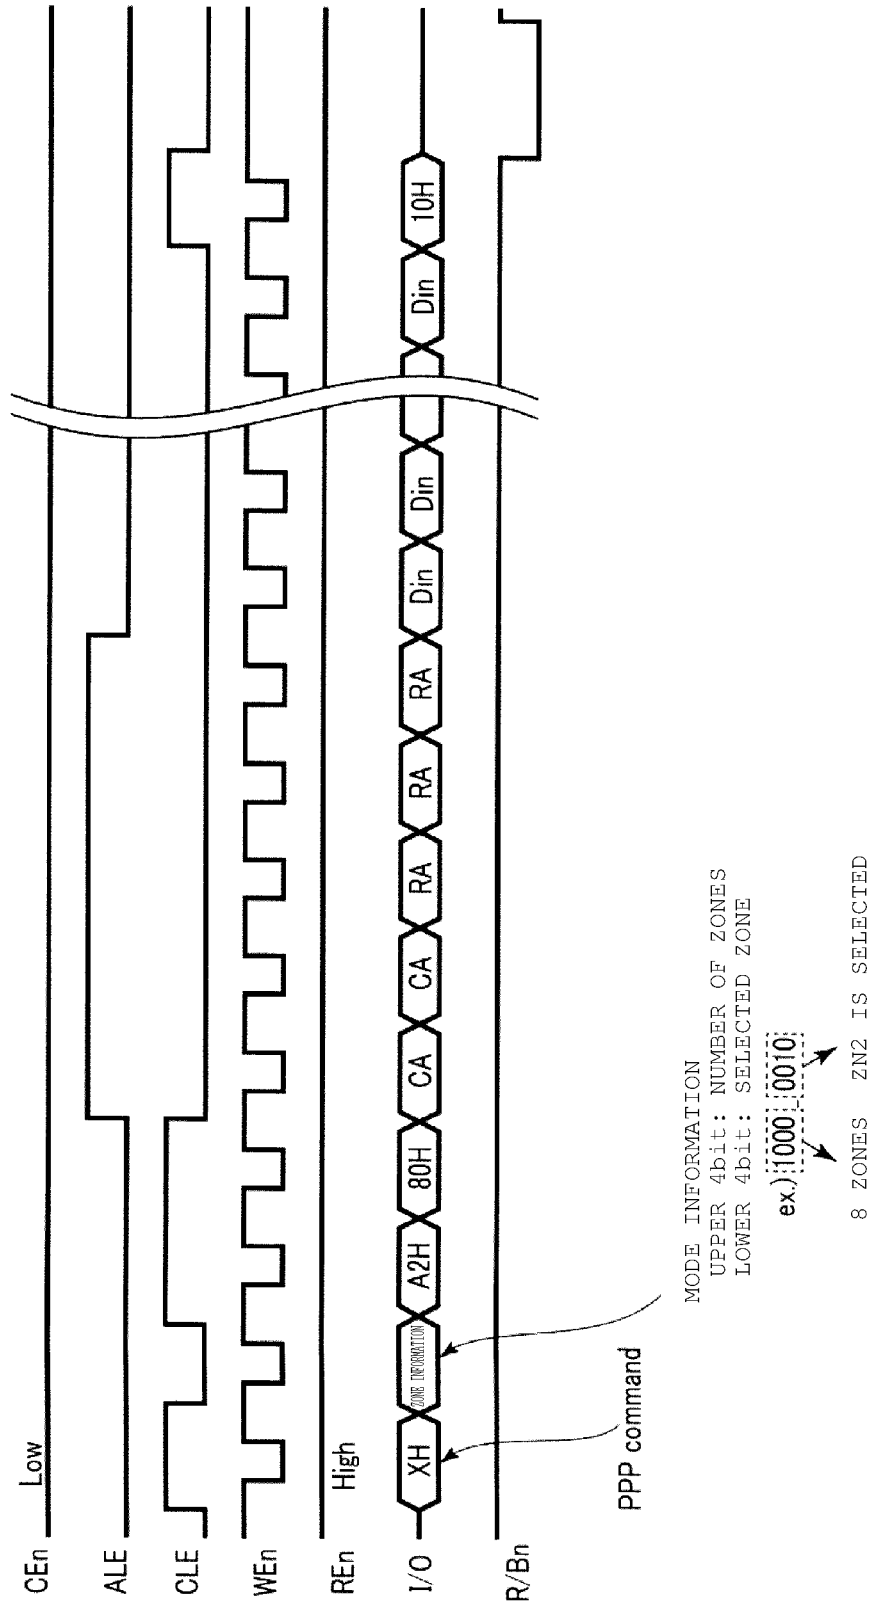 CEn
Low
ALE
CLE
WEn
REn
High
I/O
XH
ZONE INFORMATION
A2H
80H
CA
CA
RA
RA
RA
Din
Din
Din
10H
R/Bn
PPP command
MODE INFORMATION
UPPER 4bit: NUMBER OF ZONES
LOWER 4bit: SELECTED ZONE
ex.) 1000_0010
8 ZONES ZN2 IS SELECTED